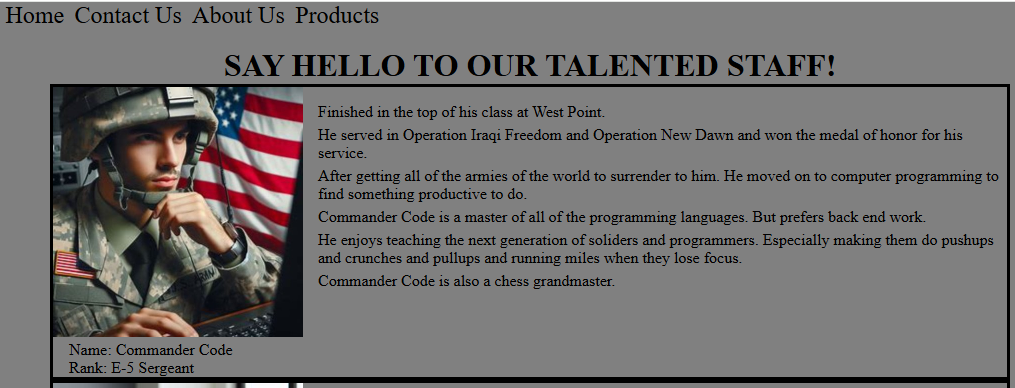 Home Contact Us About Us Products
SAY HELLO TO OUR TALENTED STAFF!
Finished in the top of his class at West Point.
He served in Operation Iraqi Freedom and Operation New Dawn and won the medal of honor for his
service.
After getting all of the armies of the world to surrender to him. He moved on to computer programming to
find something productive to do.
Commander Code is a master of all of the programming languages. But prefers back end work.
He enjoys teaching the next generation of soliders and programmers. Especially making them do pushups
and crunches and pullups and running miles when they lose focus.
Commander Code is also a chess grandmaster.
Name: Commander Code
Rank: E-5 Sergeant